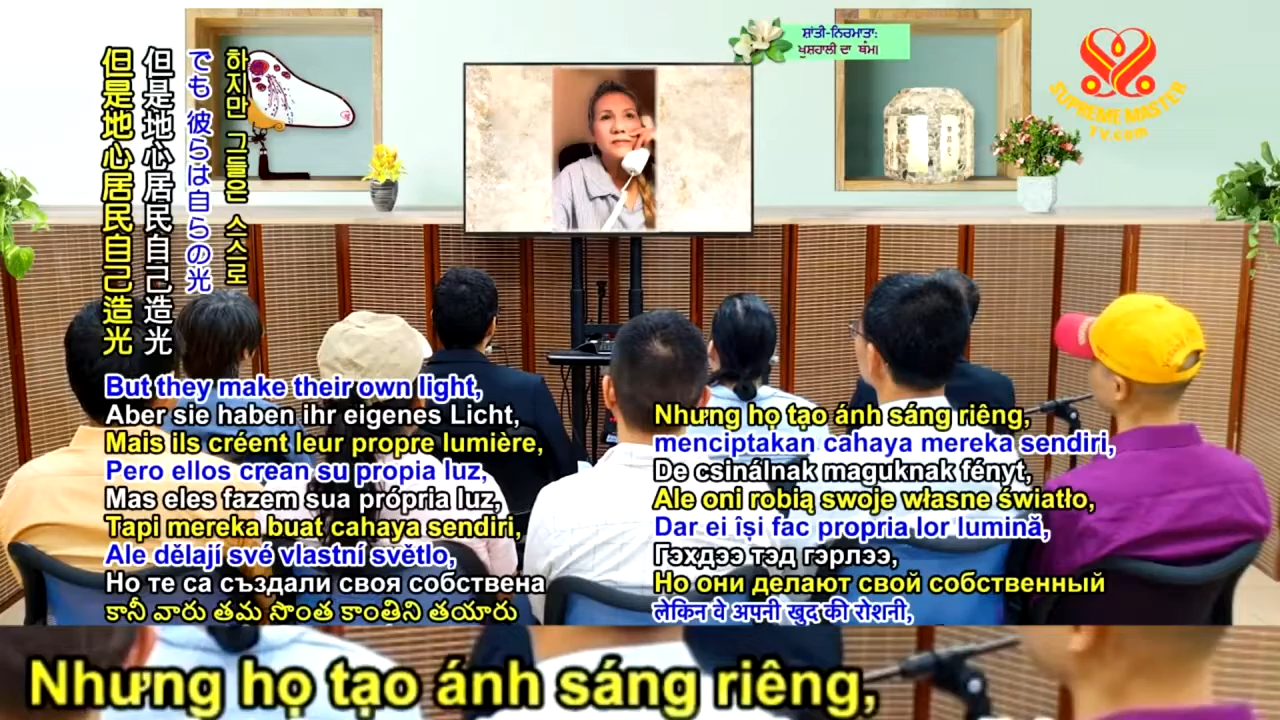 ਸ਼ਾਂਤੀ-ਨਿਰਮਾਤਾ:
ਖੁਸ਼ਹਾਲੀ ਦਾ ਥੰਮ।
SUPREME MASTER
TV.com
但是地心居民自己造光
但是地心居民自己造光
でも 彼らは自らの光
하지만 그들은 스스로
But they make their own light,
Aber sie haben ihr eigenes Licht,
Mais ils créent leur propre lumière,
Pero ellos crean su propia luz,
Mas eles fazem sua própria luz,
Tapi mereka buat cahaya sendiri,
Ale dělají své vlastní světlo,
Но те са създали своя собствена
కానీ వారు తమ సొంత కాంతిని తయారు
Nhưng họ tạo ánh sáng riêng,
menciptakan cahaya mereka sendiri,
De csinálnak maguknak fényt,
Ale oni robią swoje własne światło,
Dar ei își fac propria lor lumină,
Гэхдээ тэд гэрлээ,
Но они делают свой собственный
लेकिन वे अपनी खुद की रोशनी,
Nhưng họ tạo ánh sáng riêng,